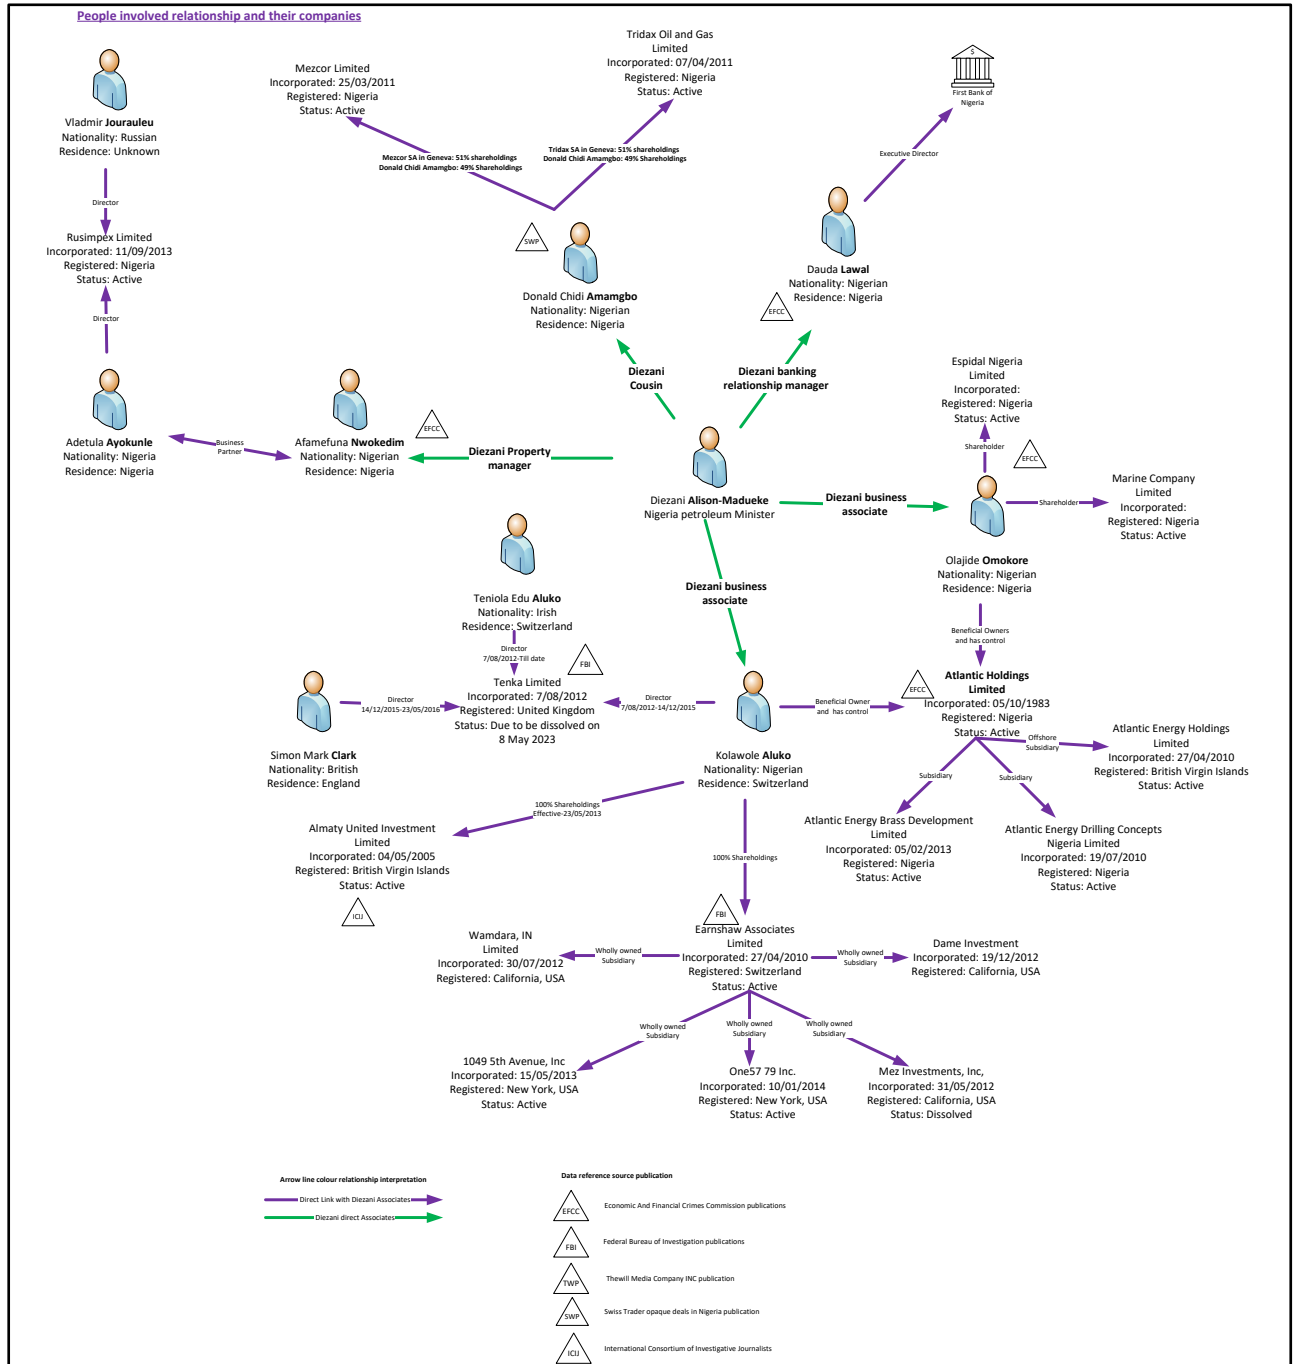 People involved relationship and their companies
Vladmir Jourauleu
Nationality: Russian
Residence: Unknown
Director
Rusimpex Limited
Incorporated: 11/09/2013
Registered: Nigeria
Status: Active
Director
Adetula Ayokunle
Nationality: Nigeria
Residence: Nigeria
Business
Partner
Afamefuna Nwokedim
Nationality: Nigerian
Residence: Nigeria
EFCC
Diezani Property
manager
Mezcor Limited
Incorporated: 25/03/2011
Registered: Nigeria
Status: Active
Mezcor SA in Geneva: 51% shareholdings
Donald Chidi Amamgbo: 49% Shareholdings
Tridax Oil and Gas
Limited
Incorporated: 07/04/2011
Registered: Nigeria
Status: Active
Tridax SA in Geneva: 51% shareholdings
Donald Chidi Amamgbo: 49% Shareholdings
SWP
Donald Chidi Amamgbo
Nationality: Nigerian
Residence: Nigeria
Diezani
Cousin
$
First Bank of
Nigeria
Executive Director
Dauda Lawal
Nationality: Nigerian
Residence: Nigeria
EFCC
Diezani banking
relationship manager
Diezani Alison-Madueke
Nigeria petroleum Minister
Diezani business
associate
Espidal Nigeria
Limited
Incorporated:
Registered: Nigeria
Status: Active
Shareholder
EFCC
Shareholder
Marine Company
Limited
Incorporated:
Registered: Nigeria
Status: Active
Olajide Omokore
Nationality: Nigerian
Residence: Nigeria
Beneficial Owners
and has control
Diezani business
associate
Teniola Edu Aluko
Nationality: Irish
Residence: Switzerland
Director
7/08/2012-Till date
FBI
Tenka Limited
Incorporated: 7/08/2012
Registered: United Kingdom
Status: Due to be dissolved on
8 May 2023
Director
14/12/2015-23/05/2016
Simon Mark Clark
Nationality: British
Residence: England
Director
7/08/2012-14/12/2015
Kolawole Aluko
Nationality: Nigerian
Residence: Switzerland
Beneficial Owner
and has control
EFCC
Atlantic Holdings
Limited
Incorporated: 05/10/1983
Registered: Nigeria
Status: Active
Offshore
Subsidiary
Atlantic Energy Holdings
Limited
Incorporated: 27/04/2010
Registered: British Virgin Islands
Status: Active
Subsidiary
Subsidiary
Atlantic Energy Brass Development
Limited
Incorporated: 05/02/2013
Registered: Nigeria
Status: Active
Atlantic Energy Drilling Concepts
Nigeria Limited
Incorporated: 19/07/2010
Registered: Nigeria
Status: Active
100% Shareholdings
Effective-23/05/2013
Almaty United Investment
Limited
Incorporated: 04/05/2005
Registered: British Virgin Islands
Status: Active
ICIJ
100% Shareholdings
FBI
Earnshaw Associates
Limited
Incorporated: 27/04/2010
Registered: Switzerland
Status: Active
Wholly owned
Subsidiary
Wamdara, IN
Limited
Incorporated: 30/07/2012
Registered: California, USA
Wholly owned
Subsidiary
Dame Investment
Incorporated: 19/12/2012
Registered: California, USA
Wholly owned
Subsidiary
Wholly owned
Subsidiary
Wholly owned
Subsidiary
1049 5th Avenue, Inc
Incorporated: 15/05/2013
Registered: New York, USA
Status: Active
One57 79 Inc.
Incorporated: 10/01/2014
Registered: New York, USA
Status: Active
Mez Investments, Inc,
Incorporated: 31/05/2012
Registered: California, USA
Status: Dissolved
Arrow line colour relationship interpretation
Direct Link with Diezani Associates
Diezani direct Associates
Data reference source publication
EFCC
Economic And Financial Crimes Commission publications
FBI
Federal Bureau of Investigation publications
TWP
Thewill Media Company INC publication
SWP
Swiss Trader opaque deals in Nigeria publication
ICIJ
International Consortium of Investigative Journalists